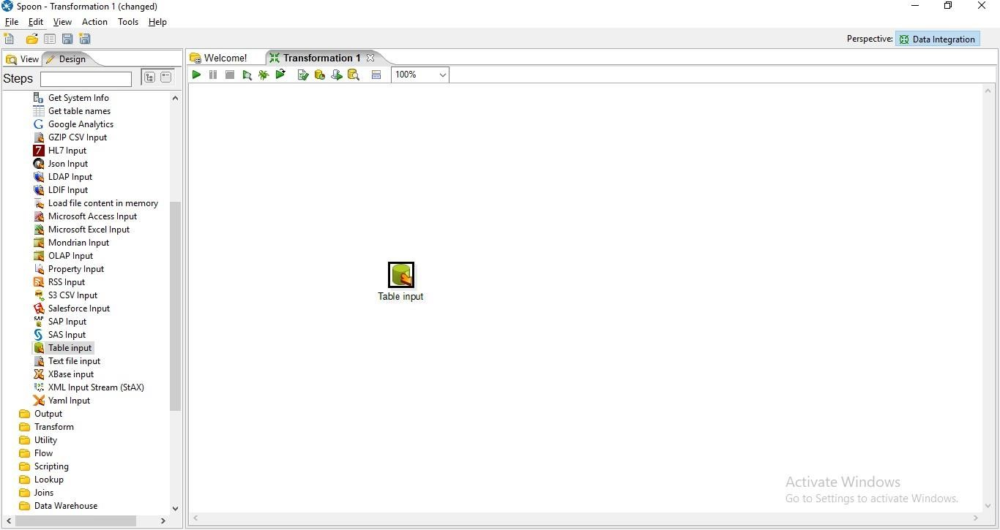 Spoon - Transformation 1 (changed)
File Edit View Action Tools Help
Perspective: Data Integration
View Design
Welcome! Transformation 1
Steps
100%
Get System Info
Get table names
Google Analytics
GZIP CSV Input
7 HL7 Input
Json Input
LDAP Input
LDIF Input
Load file content in memory
Microsoft Access Input
Microsoft Excel Input
Mondrian Input
OLAP Input
Property Input
RSS Input
S3 CSV Input
Salesforce Input
SAP SAP Input
SAS Input
Table input
Text file input
XBase input
XML Input Stream (StAX)
Yaml Input
Output
Transform
Utility
Flow
Scripting
Lookup
Joins
Data Warehouse
Table input
Activate Windows
Go to Settings to activate Windows.